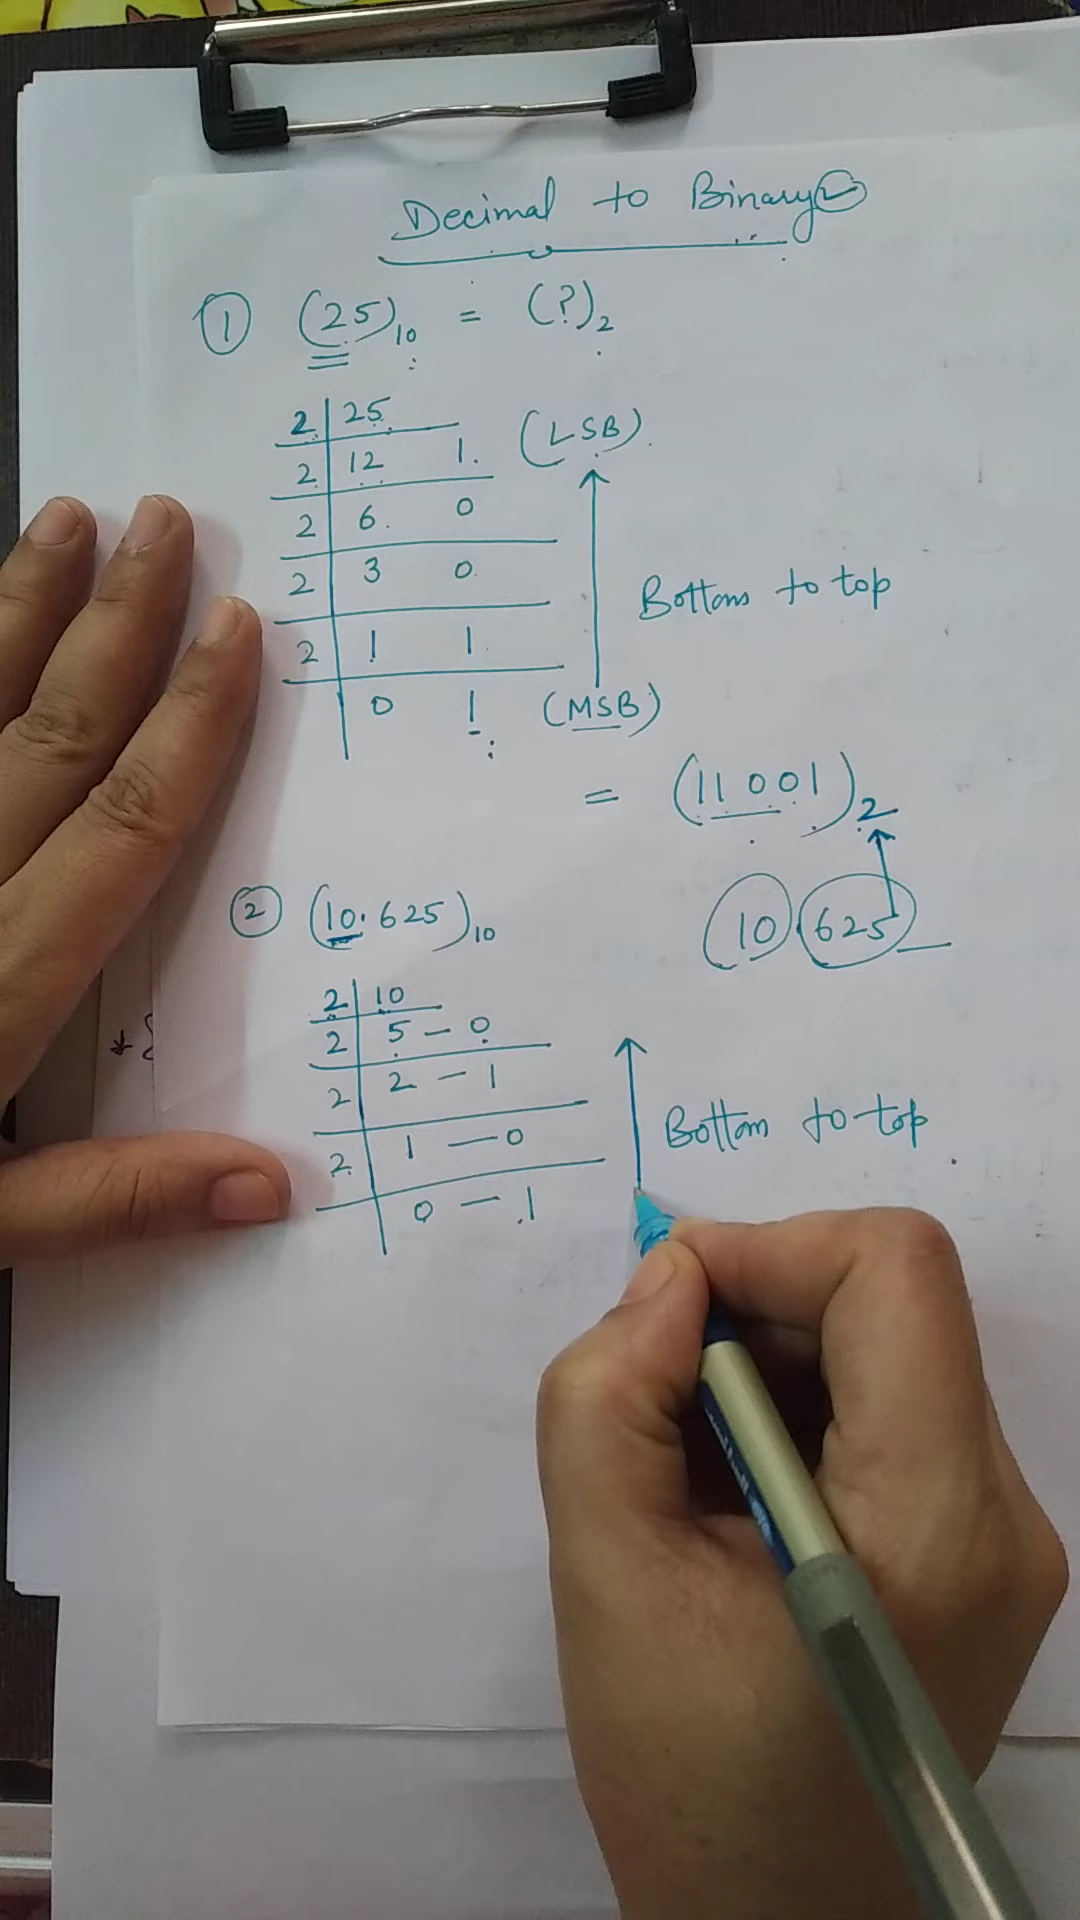 Decimal to Binary 2
1 (25)10 = (?)2
2 25
2 12 1 (LSB)
2 6 0
2 3 0
2 1 1
0 1 (MSB)
Bottom to top
= (11001)2
2 (10.625)10
10.625
2 10
2 5 - 0
2 2 - 1
2 1 - 0
0 - 1
Bottom to top